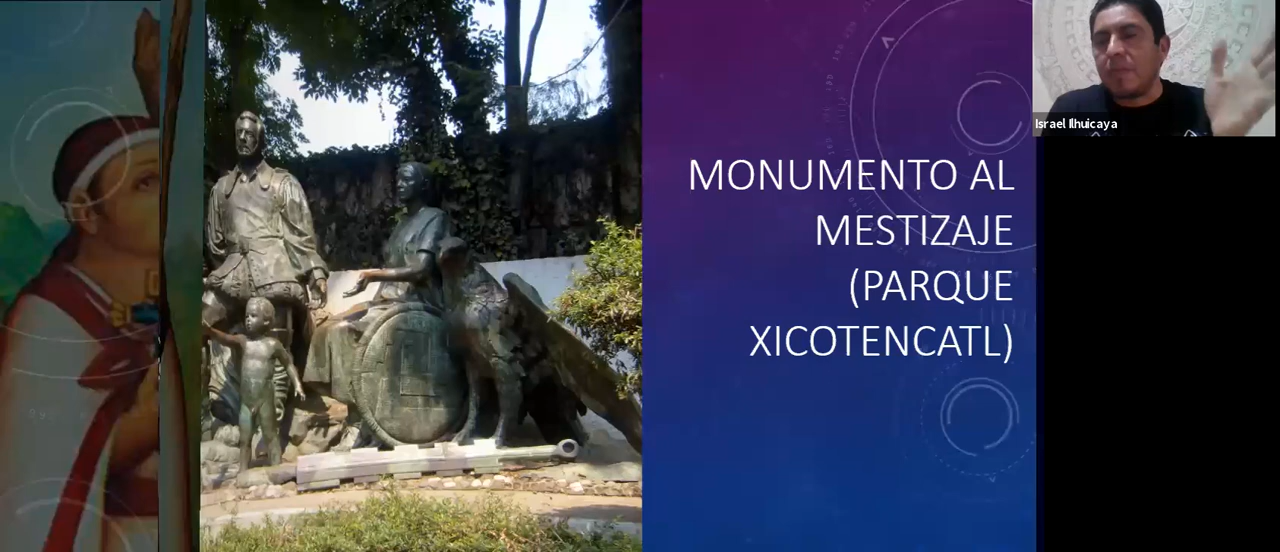 MONUMENTO AL
MESTIZAJE
(PARQUE
XICOTENCATL)
Israel Ilhuicaya